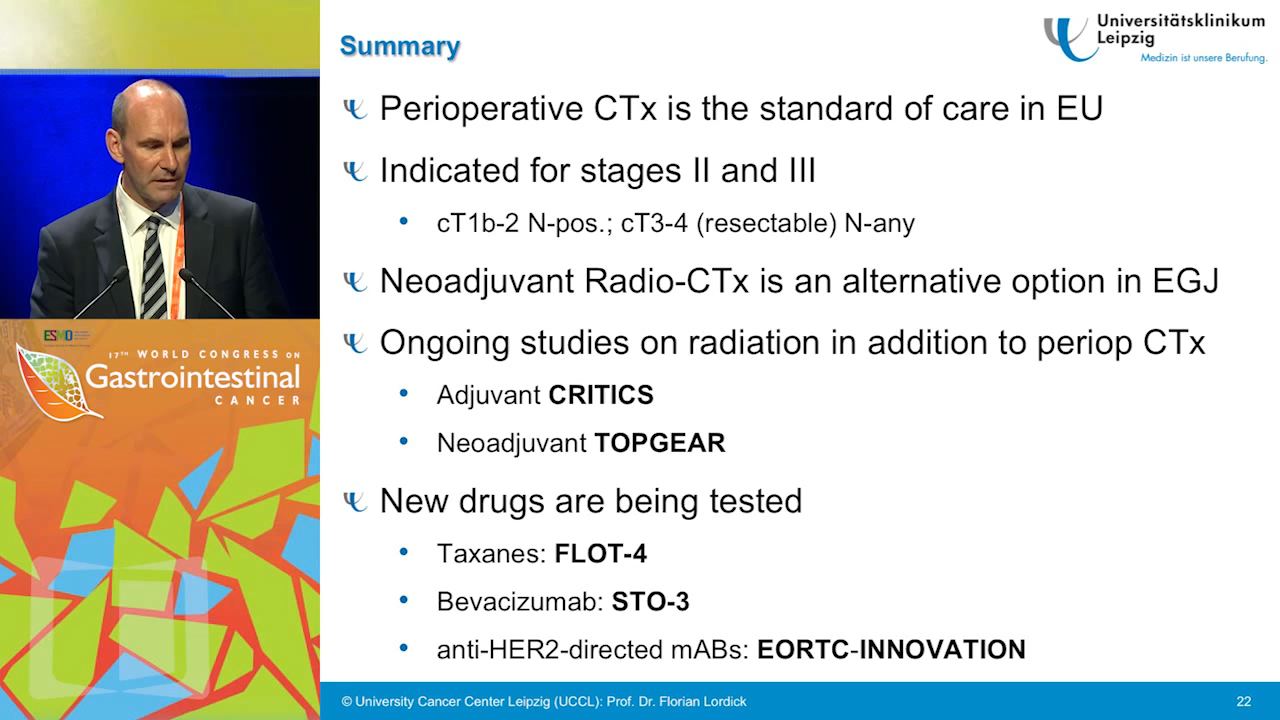 Summary
Universitätsklinikum
Leipzig
Medizin ist unsere Berufung.
Perioperative CTx is the standard of care in EU
Indicated for stages II and III
• cT1b-2 N-pos.; cT3-4 (resectable) N-any
Neoadjuvant Radio-CTx is an alternative option in EGJ
Ongoing studies on radiation in addition to periop CTx
• Adjuvant CRITICS
• Neoadjuvant TOPGEAR
New drugs are being tested
• Taxanes: FLOT-4
• Bevacizumab: STO-3
• anti-HER2-directed mABs: EORTC-INNOVATION
© University Cancer Center Leipzig (UCCL): Prof. Dr. Florian Lordick
22
ESMO
17TH WORLD CONGRESS ON
Gastrointestinal
CANCER